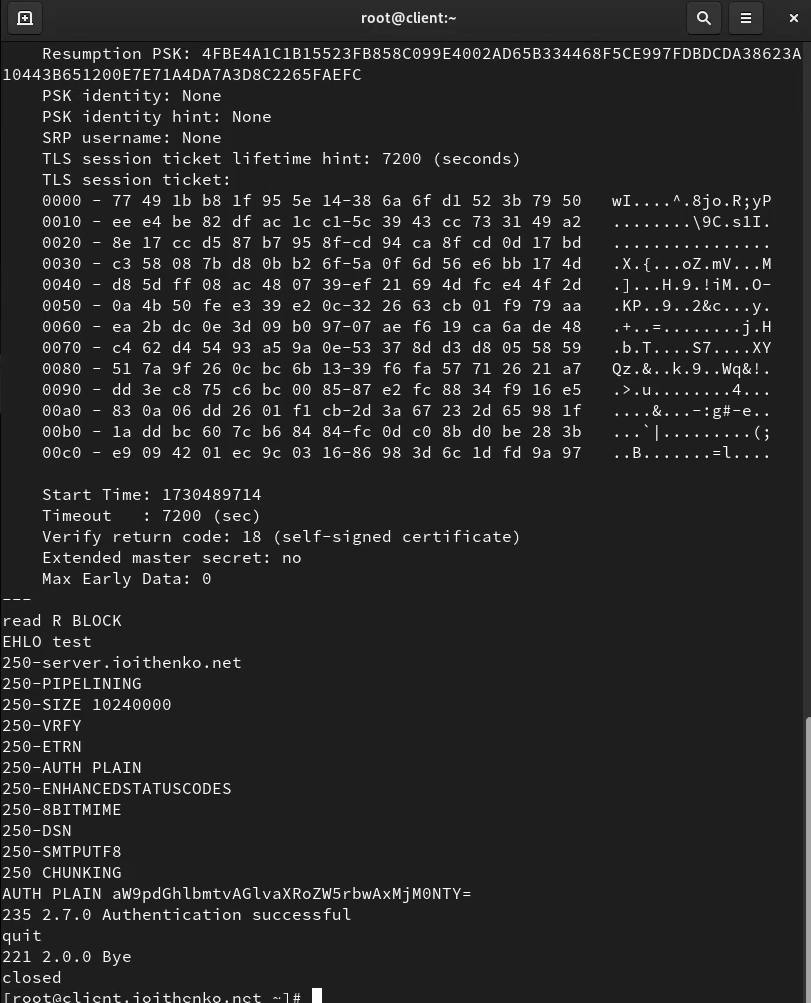 root@client:~
    Resumption PSK: 4FBE4A1C1B15523FB858C099E4002AD65B334468F5CE997FDBDCDA38623A
10443B651200E7E71A4DA7A3D8C2265FAEFC
    PSK identity: None
    PSK identity hint: None
    SRP username: None
    TLS session ticket lifetime hint: 7200 (seconds)
    TLS session ticket:
    0000 - 77 49 1b b8 1f 95 5e 14-38 6a 6f d1 52 3b 79 50   wI....^.8jo.R;yP
    0010 - ee e4 be 82 df ac 1c c1-5c 39 43 cc 73 31 49 a2   ........\9C.s1I.
    0020 - 8e 17 cc d5 87 b7 95 8f-cd 94 ca 8f cd 0d 17 bd   ................
    0030 - c3 58 08 7b d8 0b b2 6f-5a 0f 6d 56 e6 bb 17 4d   .X.{...oZ.mV...M
    0040 - d8 5d ff 08 ac 48 07 39-ef 21 69 4d fc e4 4f 2d   .]...H.9.!iM..O-
    0050 - 0a 4b 50 fe e3 39 e2 0c-32 26 63 cb 01 f9 79 aa   .KP..9..2&c...y.
    0060 - ea 2b dc 0e 3d 09 b0 97-07 ae f6 19 ca 6a de 48   .+..=........j.H
    0070 - c4 62 d4 54 93 a5 9a 0e-53 37 8d d3 d8 05 58 59   .b.T....S7....XY
    0080 - 51 7a 9f 26 0c bc 6b 13-39 f6 fa 57 71 26 21 a7   Qz.&..k.9..Wq&!.
    0090 - dd 3e c8 75 c6 bc 00 85-87 e2 fc 88 34 f9 16 e5   .>.u........4...
    00a0 - 83 0a 06 dd 26 01 f1 cb-2d 3a 67 23 2d 65 98 1f   ....&...-:g#-e..
    00b0 - 1a dd bc 60 7c b6 84 84-fc 0d c0 8b d0 be 28 3b   ...`|.........(;
    00c0 - e9 09 42 01 ec 9c 03 16-86 98 3d 6c 1d fd 9a 97   ..B.......=l....
    Start Time: 1730489714
    Timeout   : 7200 (sec)
    Verify return code: 18 (self-signed certificate)
    Extended master secret: no
    Max Early Data: 0
---
read R BLOCK
EHLO test
250-server.ioithenko.net
250-PIPELINING
250-SIZE 10240000
250-VRFY
250-ETRN
250-AUTH PLAIN
250-ENHANCEDSTATUSCODES
250-8BITMIME
250-DSN
250-SMTPUTF8
250 CHUNKING
AUTH PLAIN aW9pdGhlbmtvAGlvaXRoZW5rbwAxMjM0NTY=
235 2.7.0 Authentication successful
quit
221 2.0.0 Bye
closed
[root@client.ioithenko.net ~]#